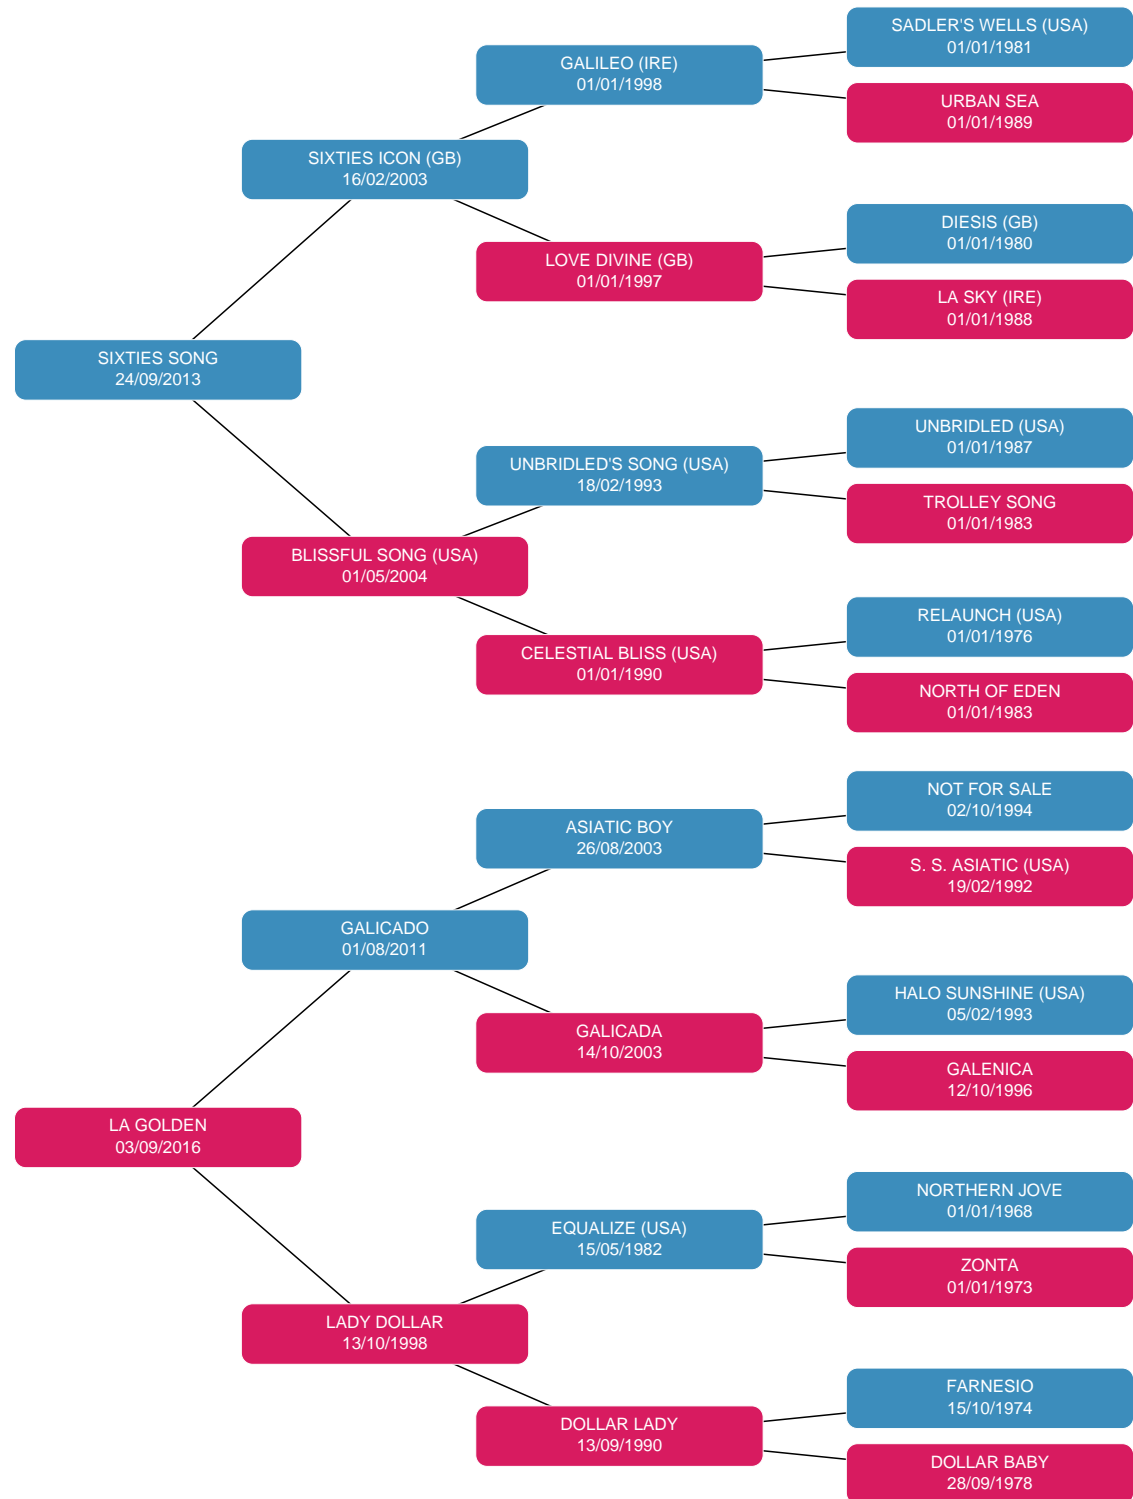 SADLER'S WELLS (USA)
01/01/1981
GALILEO (IRE)
01/01/1998
URBAN SEA
01/01/1989
SIXTIES ICON (GB)
16/02/2003
DIESIS (GB)
01/01/1980
LOVE DIVINE (GB)
01/01/1997
LA SKY (IRE)
01/01/1988
SIXTIES SONG
24/09/2013
UNBRIDLED (USA)
01/01/1987
UNBRIDLED'S SONG (USA)
18/02/1993
TROLLEY SONG
01/01/1983
BLISSFUL SONG (USA)
01/05/2004
RELAUNCH (USA)
01/01/1976
CELESTIAL BLISS (USA)
01/01/1990
NORTH OF EDEN
01/01/1983
NOT FOR SALE
02/10/1994
ASIATIC BOY
26/08/2003
S. S. ASIATIC (USA)
19/02/1992
GALICADO
01/08/2011
HALO SUNSHINE (USA)
05/02/1993
GALICADA
14/10/2003
GALENICA
12/10/1996
LA GOLDEN
03/09/2016
NORTHERN JOVE
01/01/1968
EQUALIZE (USA)
15/05/1982
ZONTA
01/01/1973
LADY DOLLAR
13/10/1998
FARNESIO
15/10/1974
DOLLAR LADY
13/09/1990
DOLLAR BABY
28/09/1978